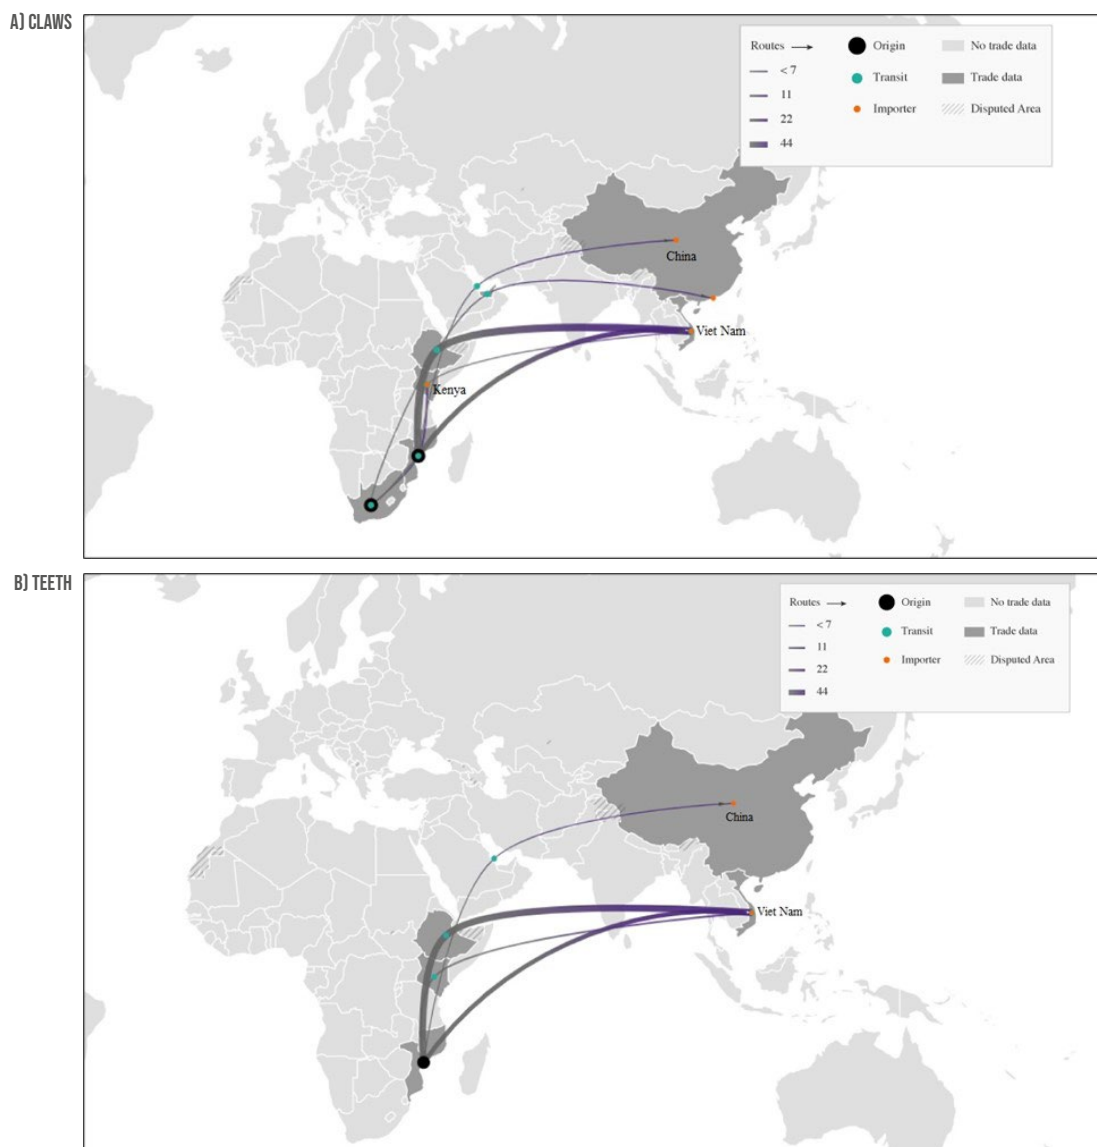 A) CLAWS
Routes → Origin No trade data
< 7 Transit Trade data
11 Importer Disputed Area
22
44
China
Viet Nam
Kenya
B) TEETH
Routes → Origin No trade data
< 7 Transit Trade data
11 Importer Disputed Area
22
44
China
Viet Nam